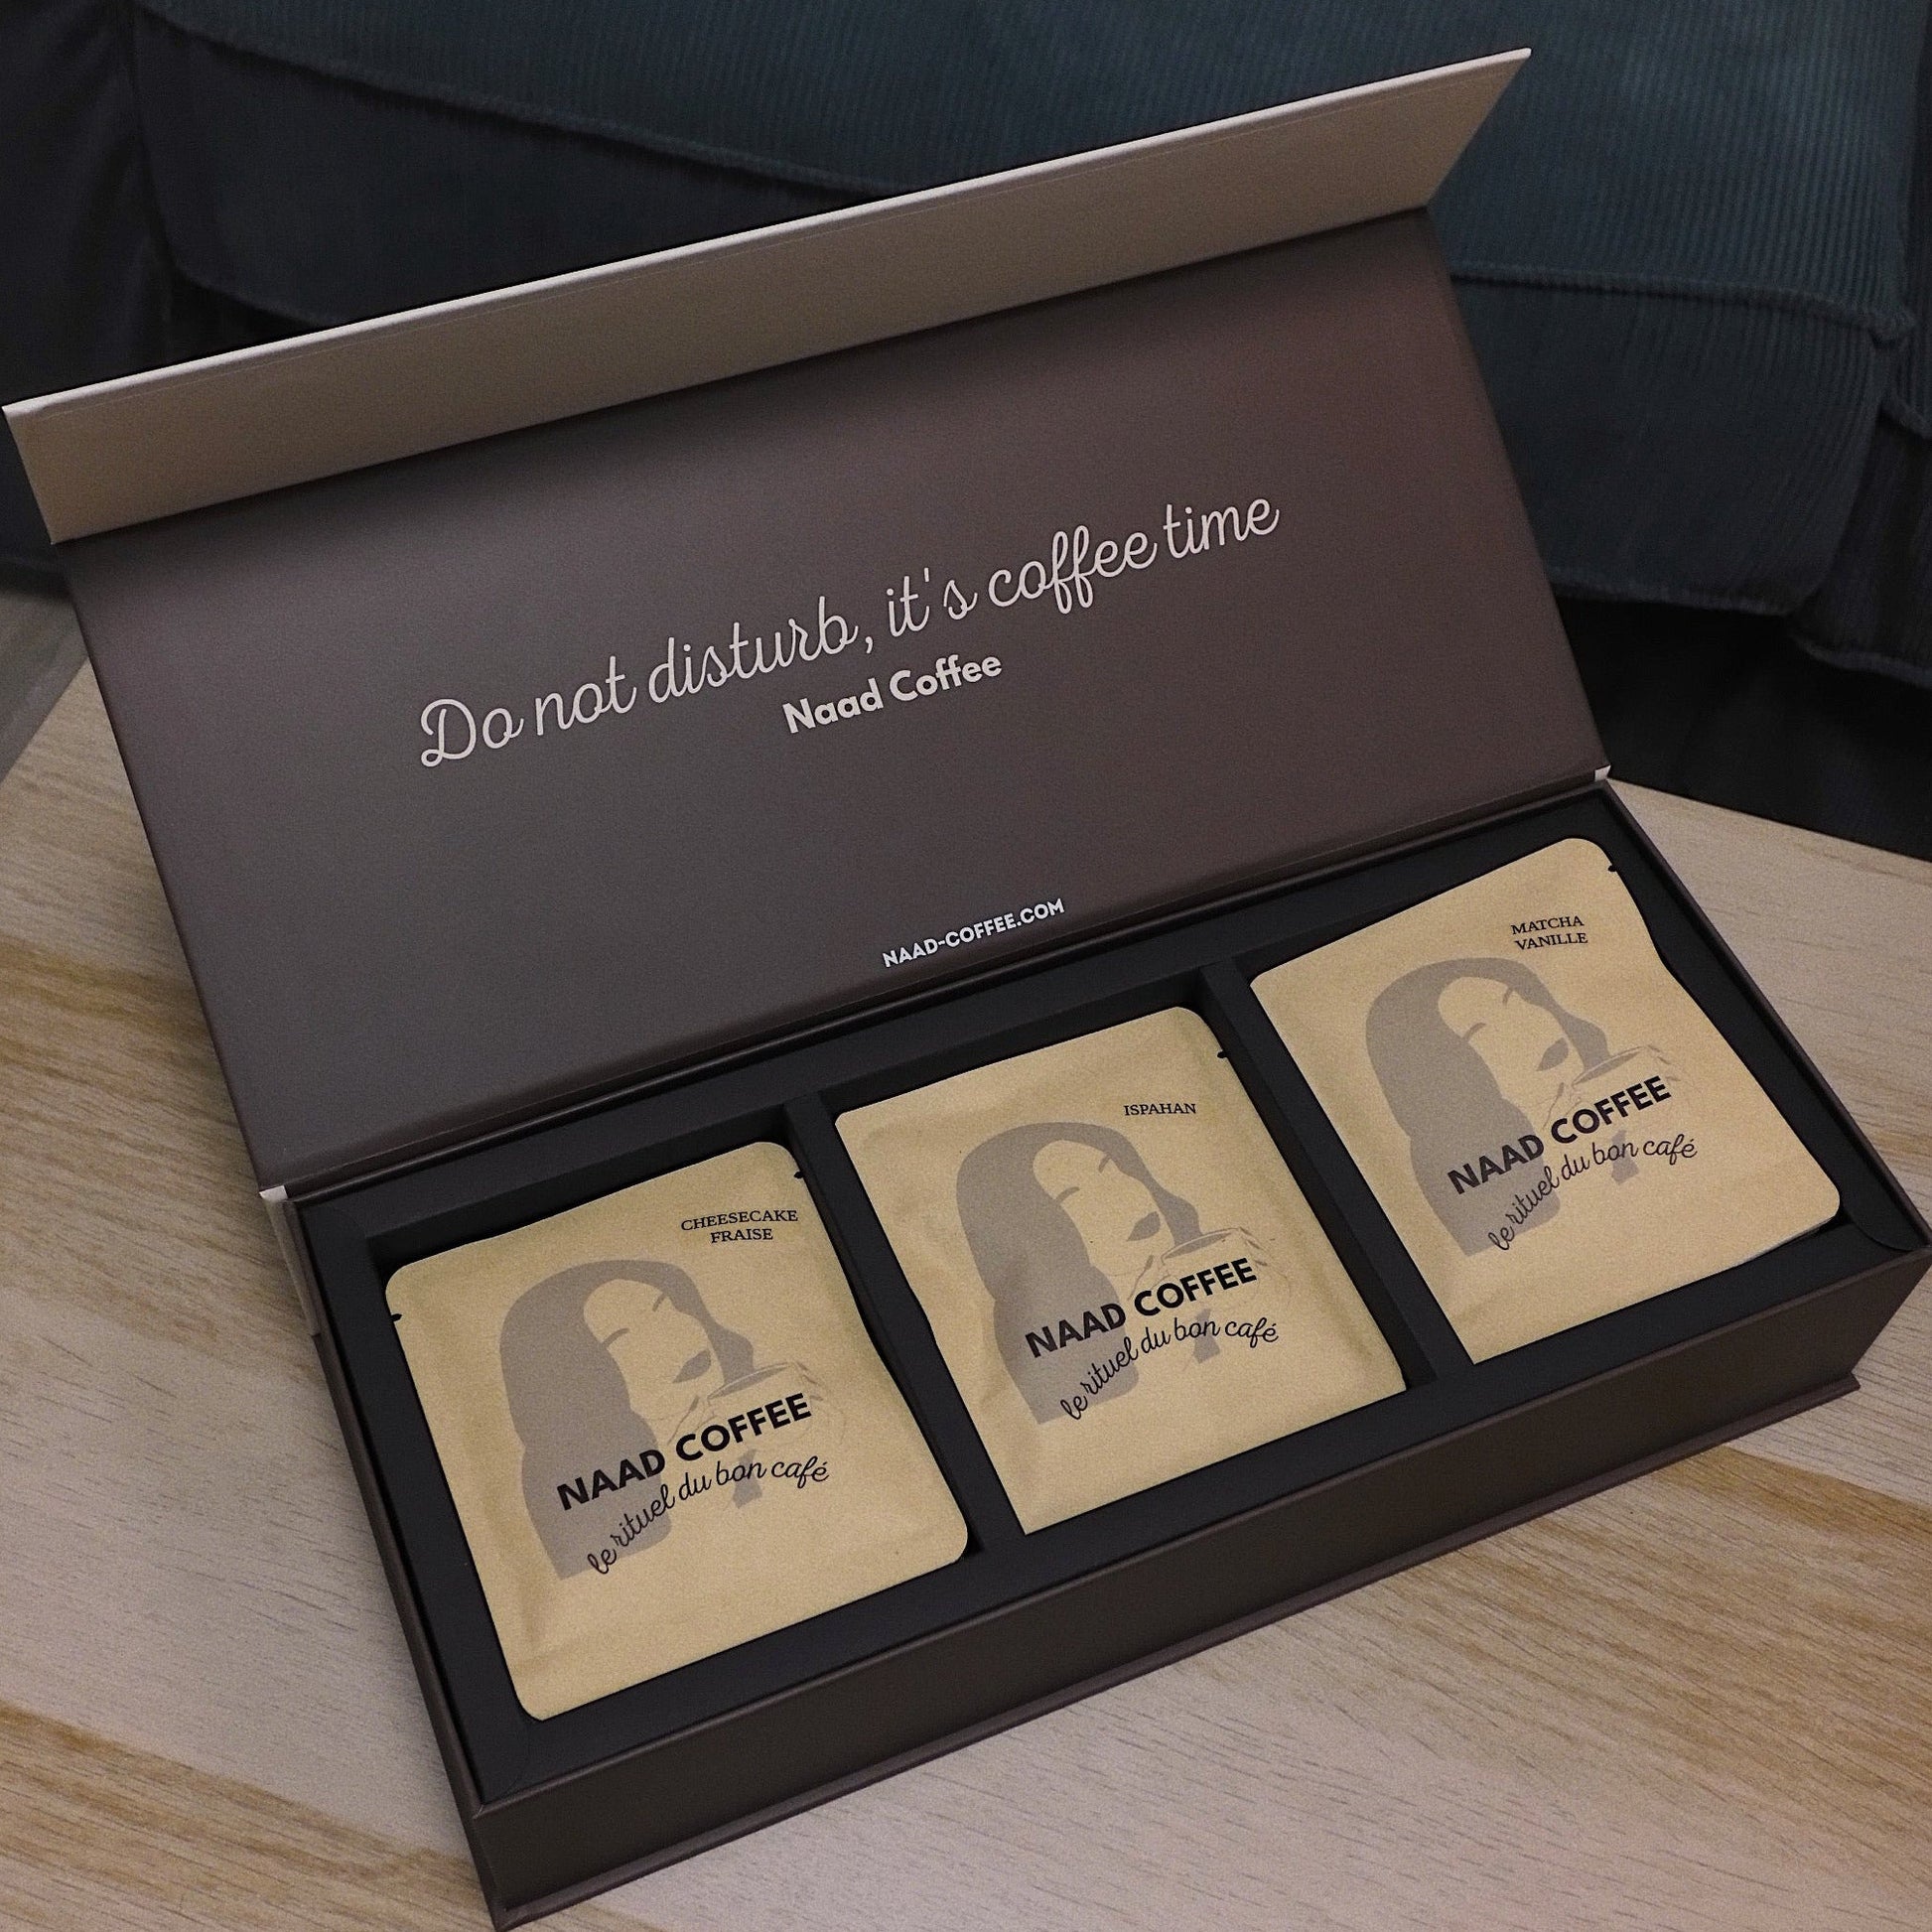 Do not disturb, it's coffee time
Naad Coffee
NAAD-COFFEE.COM
CHEESECAKE
FRAISE
NAAD COFFEE
le rituel du bon café
ISPAHAN
NAAD COFFEE
le rituel du bon café
MATCHA
VANILLE
NAAD COFFEE
le rituel du bon café